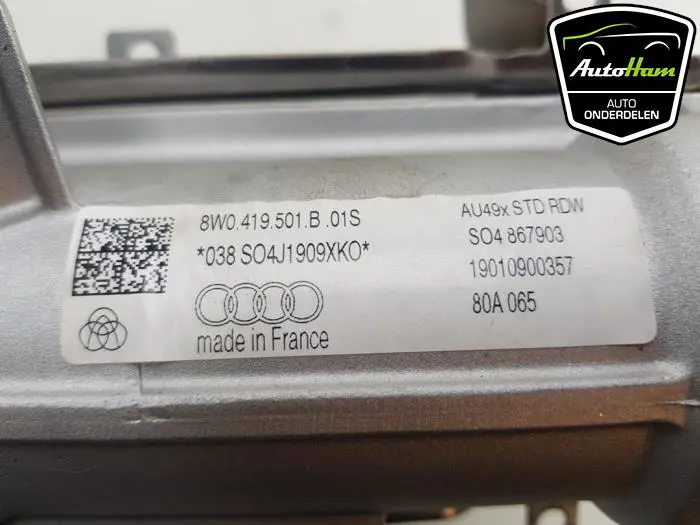 AutoHam
AUTO
ONDERDELEN
8W0.419.501.B .01S
*038 SO4J1909XKO*
made in France
AU49x STD RDW
SO4 867903
19010900357
80A 065